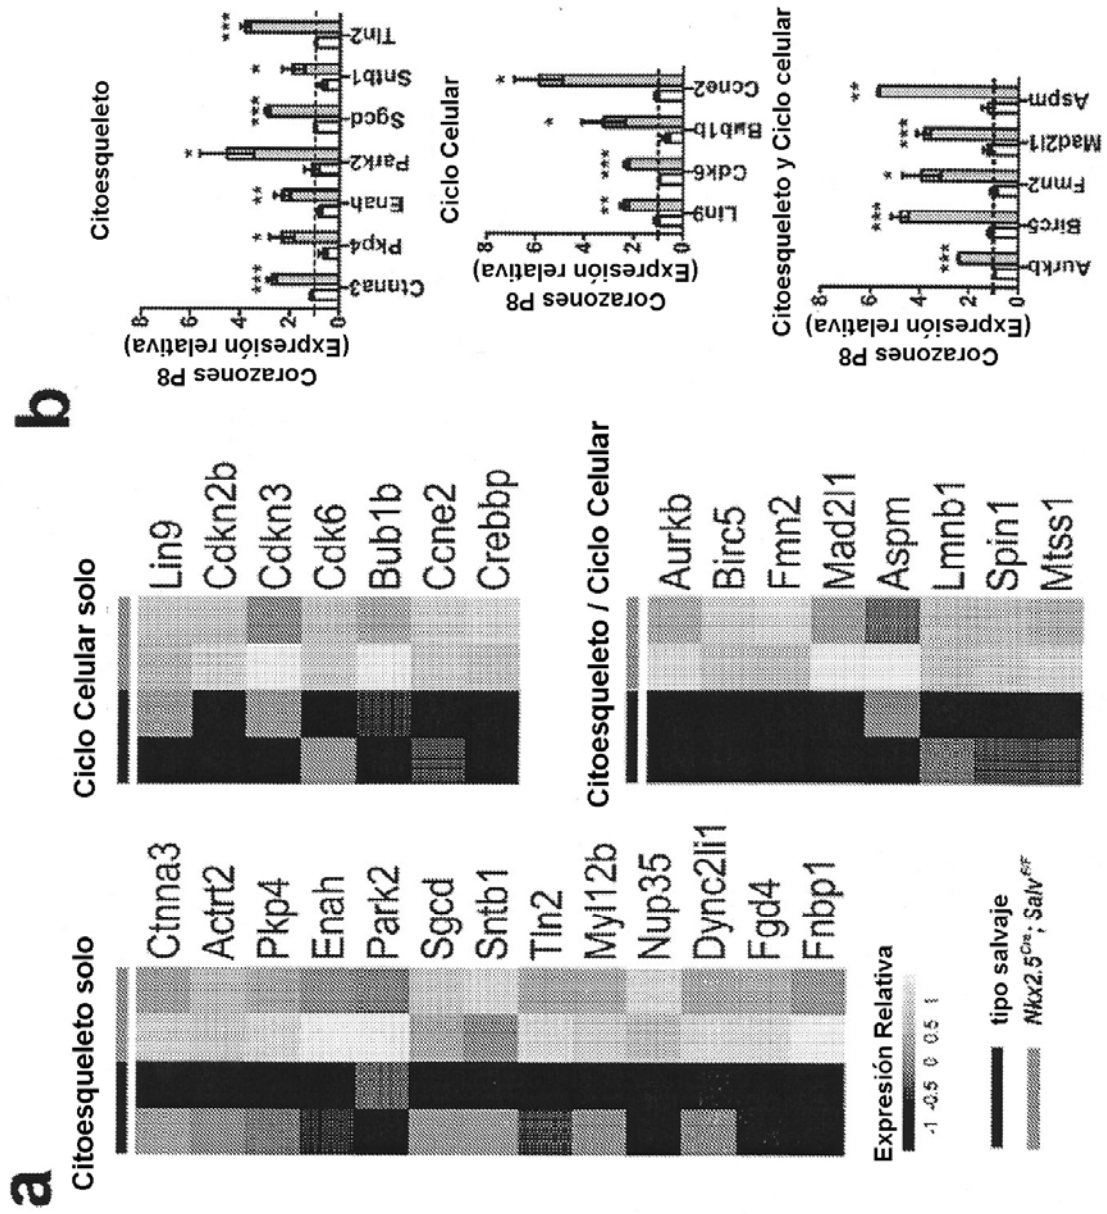 a
Citoesqueleto solo
Ctnna3
Actrt2
Pkp4
Enah
Park2
Sgcd
Sntb1
Tln2
Myl12b
Nup35
Dync2li1
Fgd4
Fnbp1
Expresión Relativa
-1 -0.5 0 0.5 1
tipo salvaje
Nkx2.5Cre; Salvf/f
Ciclo Celular solo
Lin9
Cdkn2b
Cdkn3
Cdk6
Bub1b
Ccne2
Crebbp
Citoesqueleto / Ciclo Celular
Aurkb
Birc5
Fmn2
Mad2l1
Aspm
Lmnb1
Spin1
Mtss1
b
Citoesqueleto
Corazones P8
(Expresión relativa)
8
6
4
2
0
*** * ** * *** * ***
Ctnna3
Pkp4
Enah
Park2
Sgcd
Sntb1
Tln2
Ciclo Celular
Corazones P8
(Expresión relativa)
8
6
4
2
0
** *** * *
Lin9
Cdk6
Bub1b
Ccne2
Citoesqueleto y Ciclo celular
Corazones P8
(Expresión relativa)
8
6
4
2
0
*** *** * *** **
Aurkb
Birc5
Fmn2
Mad2l1
Aspm